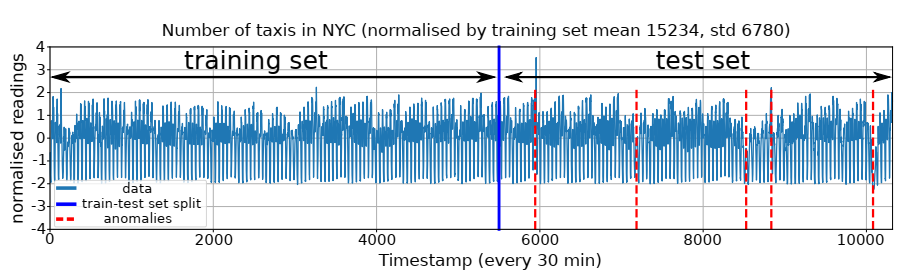 Number of taxis in NYC (normalised by training set mean 15234, std 6780)
training set
test set
normalised readings
4
3
2
1
0
-1
-2
-3
-4
data
train-test set split
anomalies
0 2000 4000 6000 8000 10000
Timestamp (every 30 min)